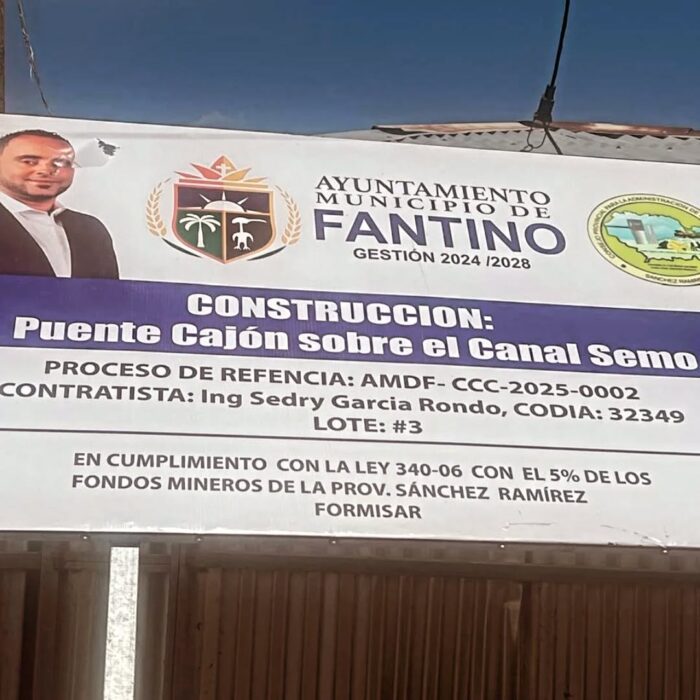 AYUNTAMIENTO
MUNICIPIO DE
FANTINO
GESTIÓN 2024 /2028
SÁNCHEZ RAMÍREZ
CONSTRUCCION:
Puente Cajón sobre el Canal Semo
PROCESO DE REFENCIA: AMDF- CCC-2025-0002
CONTRATISTA: Ing Sedry Garcia Rondo, CODIA: 32349
LOTE: #3
EN CUMPLIMIENTO CON LA LEY 340-06 CON EL 5% DE LOS
FONDOS MINEROS DE LA PROV. SÁNCHEZ RAMÍREZ
FORMISAR